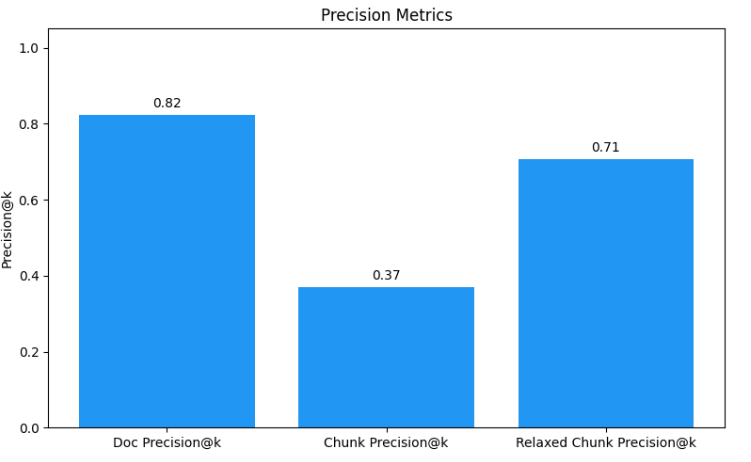 Precision Metrics
Precision@k
1.0
0.8
0.6
0.4
0.2
0.0
0.82
0.37
0.71
Doc Precision@k
Chunk Precision@k
Relaxed Chunk Precision@k